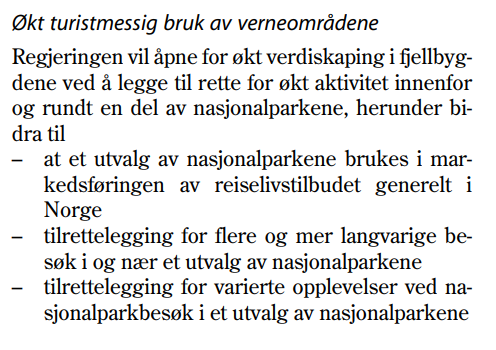 Økt turistmessig bruk av verneområdene
Regjeringen vil åpne for økt verdiskaping i fjellbyg-
dene ved å legge til rette for økt aktivitet innenfor
og rundt en del av nasjonalparkene, herunder bi-
dra til
– at et utvalg av nasjonalparkene brukes i mar-
kedsføringen av reiselivstilbudet generelt i
Norge
– tilrettelegging for flere og mer langvarige be-
søk i og nær et utvalg av nasjonalparkene
– tilrettelegging for varierte opplevelser ved na-
sjonalparkbesøk i et utvalg av nasjonalparkene